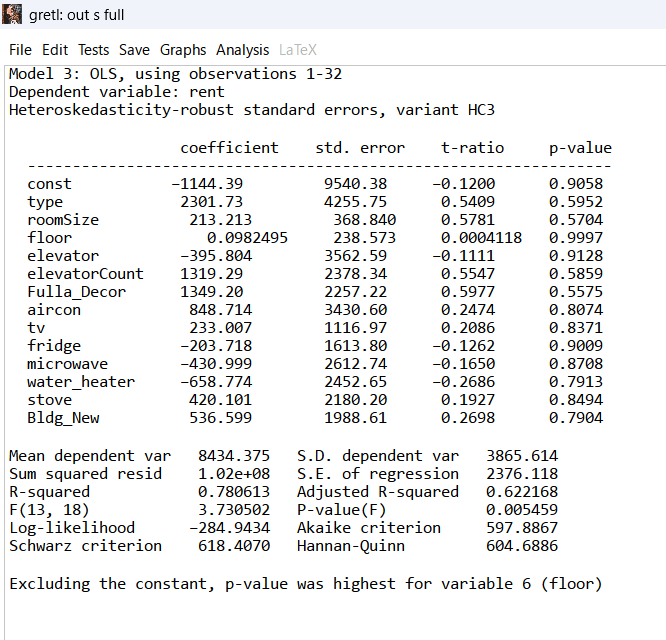 gretl: out s full
File Edit Tests Save Graphs Analysis LaTeX
Model 3: OLS, using observations 1-32
Dependent variable: rent
Heteroskedasticity-robust standard errors, variant HC3
coefficient std. error t-ratio p-value
----------------------------------------------------------------
const −1144.39 9540.38 −0.1200 0.9058
type 2301.73 4255.75 0.5409 0.5952
roomSize 213.213 368.840 0.5781 0.5704
floor 0.0982495 238.573 0.0004118 0.9997
elevator −395.804 3562.59 −0.1111 0.9128
elevatorCount 1319.29 2378.34 0.5547 0.5859
Fulla_Decor 1349.20 2257.22 0.5977 0.5575
aircon 848.714 3430.60 0.2474 0.8074
tv 233.007 1116.97 0.2086 0.8371
fridge −203.718 1613.80 −0.1262 0.9009
microwave −430.999 2612.74 −0.1650 0.8708
water_heater −658.774 2452.65 −0.2686 0.7913
stove 420.101 2180.20 0.1927 0.8494
Bldg_New 536.599 1988.61 0.2698 0.7904
Mean dependent var 8434.375 S.D. dependent var 3865.614
Sum squared resid 1.02e+08 S.E. of regression 2376.118
R-squared 0.780613 Adjusted R-squared 0.622168
F(13, 18) 3.730502 P-value(F) 0.005459
Log-likelihood −284.9434 Akaike criterion 597.8867
Schwarz criterion 618.4070 Hannan-Quinn 604.6886
Excluding the constant, p-value was highest for variable 6 (floor)